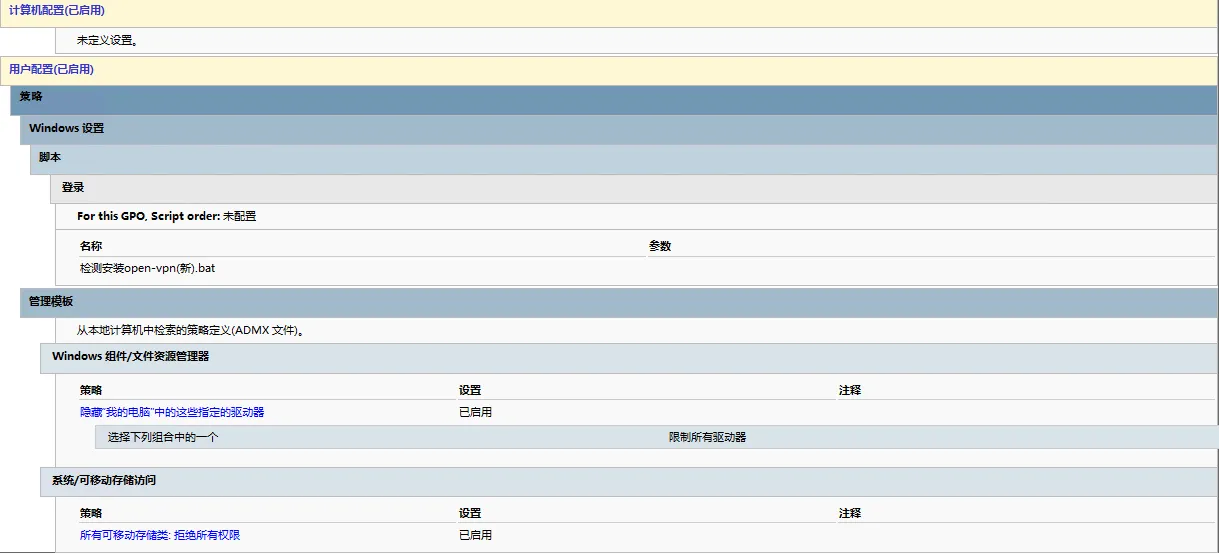 计算机配置(已启用)
未定义设置。
用户配置(已启用)
策略
Windows 设置
脚本
登录
For this GPO, Script order: 未配置
名称 参数
检测安装open-vpn(新).bat
管理模板
从本地计算机中检索的策略定义(ADMX 文件)。
Windows 组件/文件资源管理器
策略 设置 注释
隐藏“我的电脑”中的这些指定的驱动器 已启用
选择下列组合中的一个 限制所有驱动器
系统/可移动存储访问
策略 设置 注释
所有可移动存储类: 拒绝所有权限 已启用